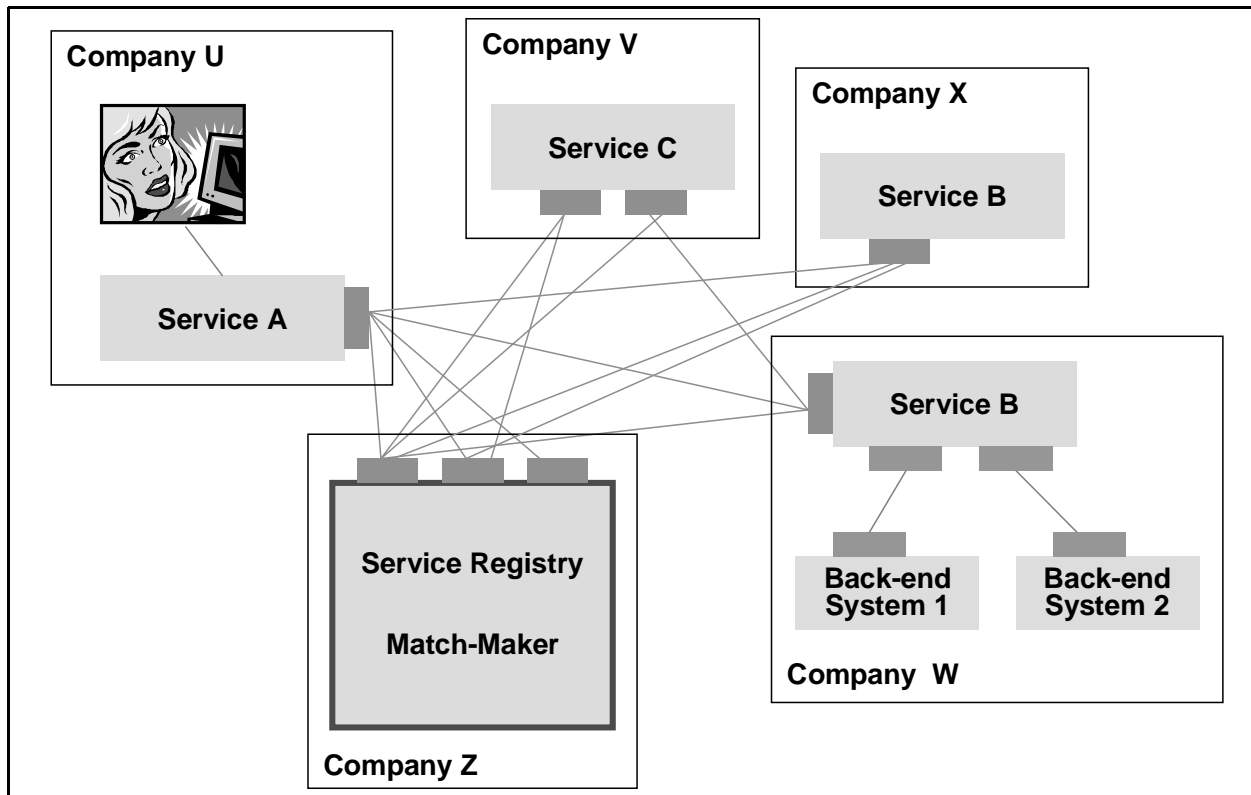 Company U
Service A
Company V
Service C
Company X
Service B
Service B
Back-end
System 1
Back-end
System 2
Company W
Service Registry
Match-Maker
Company Z